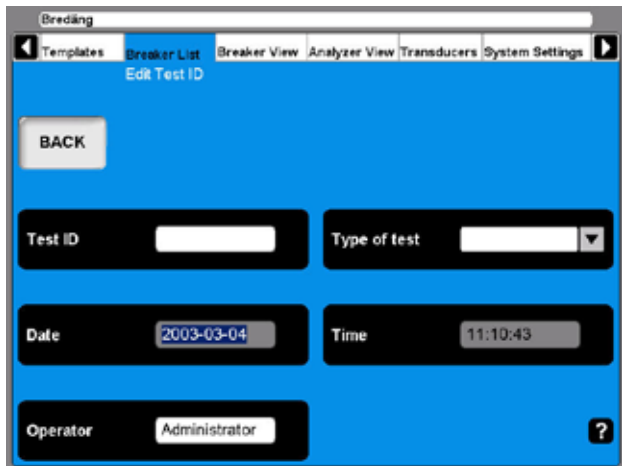 Bredäng
Templates Breaker List Breaker View Analyzer View Transducers System Settings
Edit Test ID
BACK
Test ID Type of test
Date 2003-03-04 Time 11:10:43
Operator Administrator ?